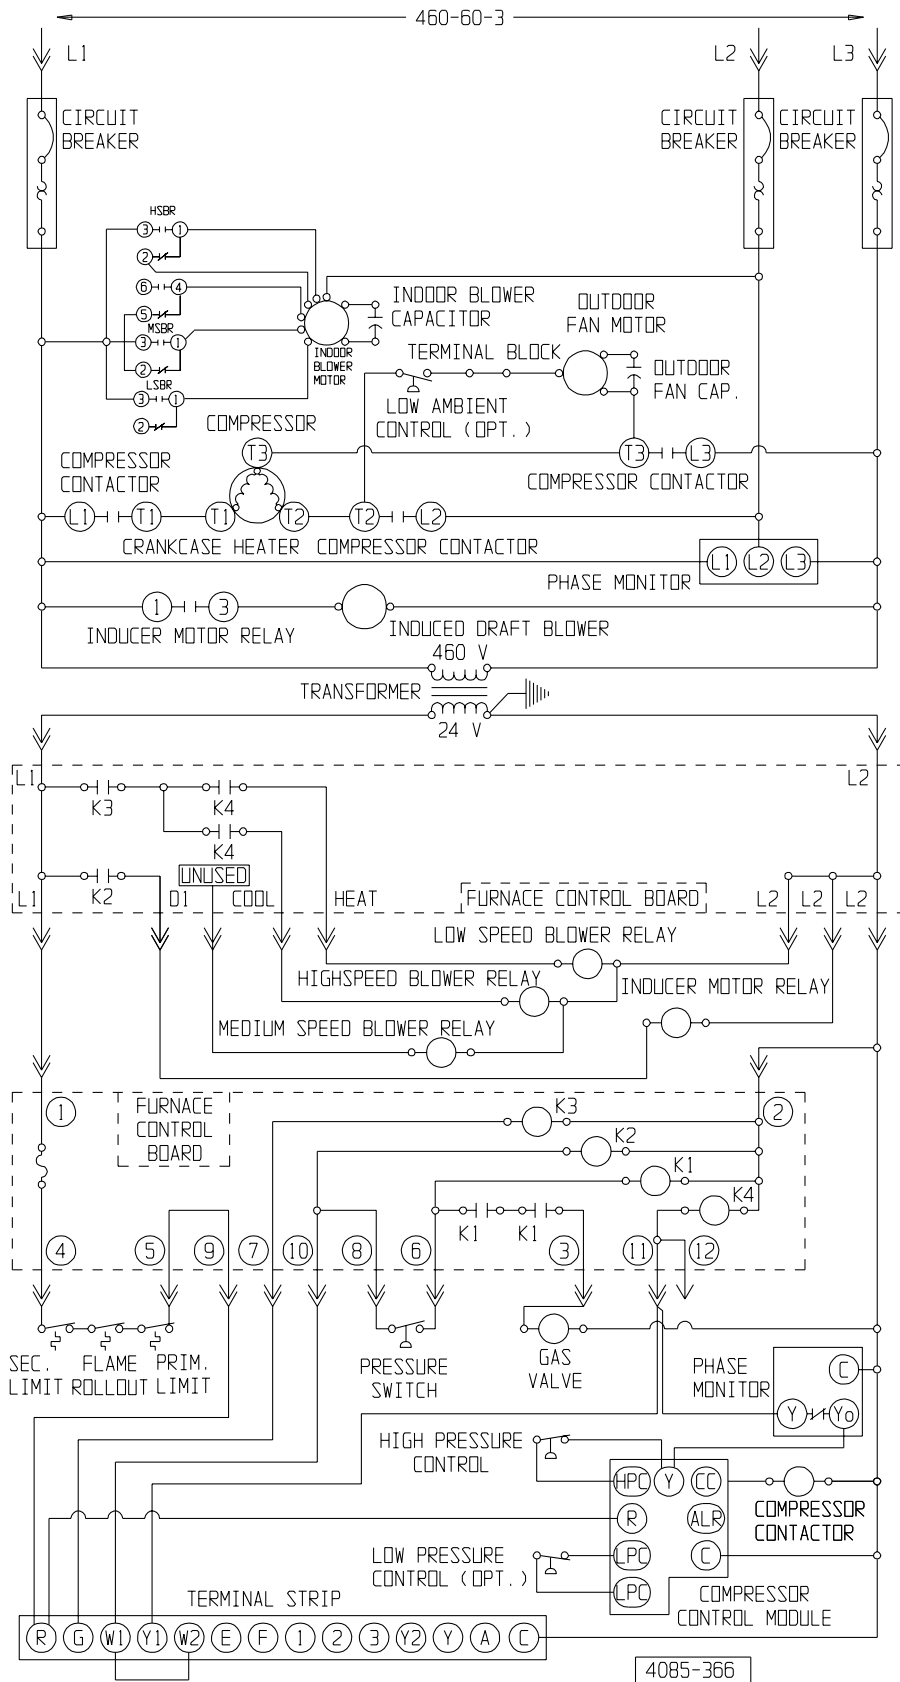 460-60-3
L1
L2
L3
CIRCUIT
BREAKER
CIRCUIT
BREAKER
CIRCUIT
BREAKER
HSBR
3
1
2
6
4
5
MSBR
3
1
2
LSBR
3
1
2
INDOOR
BLOWER
MOTOR
INDOOR BLOWER
CAPACITOR
OUTDOOR
FAN MOTOR
TERMINAL BLOCK
OUTDOOR
FAN CAP.
LOW AMBIENT
CONTROL (OPT.)
COMPRESSOR
T3
T3
L3
COMPRESSOR
CONTACTOR
COMPRESSOR CONTACTOR
L1
T1
T1
T2
T2
L2
CRANKCASE HEATER
COMPRESSOR CONTACTOR
L1
L2
L3
PHASE MONITOR
1
3
INDUCER MOTOR RELAY
INDUCED DRAFT BLOWER
460 V
TRANSFORMER
24 V
L1
L2
K3
K4
K4
UNUSED
L1
K2
D1
COOL
HEAT
FURNACE CONTROL BOARD
L2
L2
L2
LOW SPEED BLOWER RELAY
HIGHSPEED BLOWER RELAY
INDUCER MOTOR RELAY
MEDIUM SPEED BLOWER RELAY
1
FURNACE
CONTROL
BOARD
K3
2
K2
K1
K4
K1
K1
4
5
9
7
10
8
6
3
11
12
SEC.
LIMIT
FLAME
ROLLOUT
PRIM.
LIMIT
PRESSURE
SWITCH
GAS
VALVE
PHASE
MONITOR
C
Y
Yo
HIGH PRESSURE
CONTROL
HPC
Y
CC
R
ALR
COMPRESSOR
CONTACTOR
LOW PRESSURE
CONTROL (OPT.)
LPC
C
LPC
COMPRESSOR
CONTROL MODULE
TERMINAL STRIP
R
G
W1
Y1
W2
E
F
1
2
3
Y2
Y
A
C
4085-366